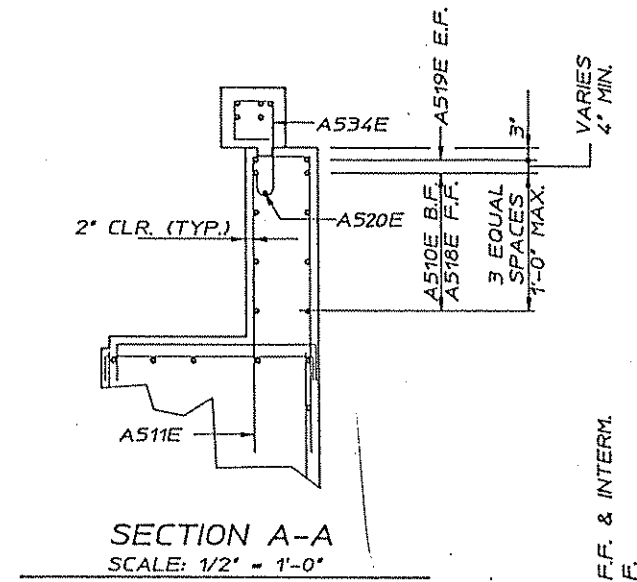 A534E
A520E
2" CLR. (TYP.)
A511E
A519E E.F.
3"
VARIES
4" MIN.
A510E B.F.
A518E F.F.
3 EQUAL
SPACES
1'-0" MAX.
SECTION A-A
SCALE: 1/2" = 1'-0"
F.F. & INTERM.
F.